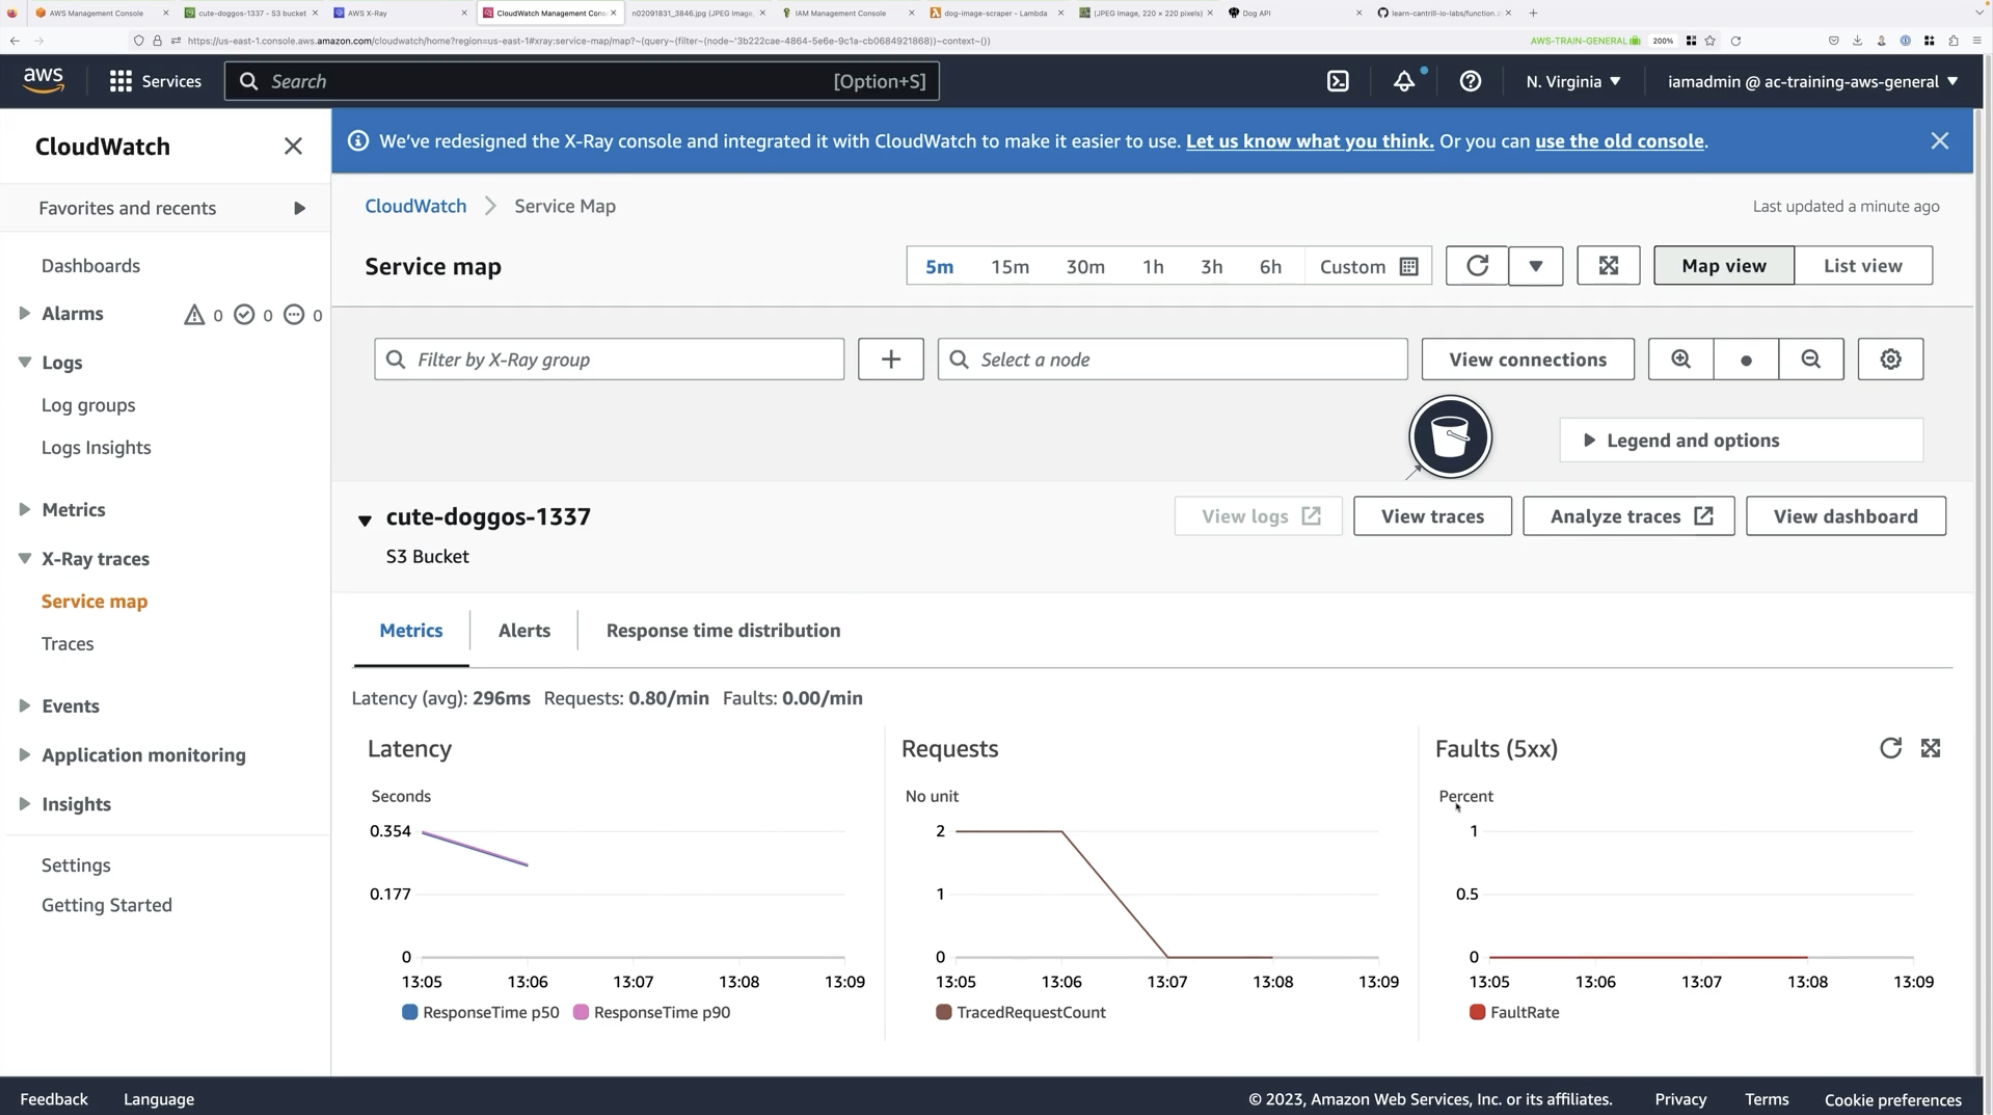 AWS Management Console
cute-doggos-1337 - S3 bucket
AWS X-Ray
CloudWatch Management Cons
n02091831_3846.jpg (JPEG Image,
IAM Management Console
dog-image-scraper - Lambda
(JPEG Image, 220 × 220 pixels)
Dog API
learn-cantrill-io-labs/function.z
https://us-east-1.console.aws.amazon.com/cloudwatch/home?region=us-east-1#xray:service-map/map?~(query~(filter~(node~'3b222cae-4864-5e6e-9c1a-cb0684921868))~context~())
AWS-TRAIN-GENERAL
200%
aws
Services
Search
[Option+S]
N. Virginia
iamadmin @ ac-training-aws-general
CloudWatch
Favorites and recents
Dashboards
Alarms 0 0 0
Logs
Log groups
Logs Insights
Metrics
X-Ray traces
Service map
Traces
Events
Application monitoring
Insights
Settings
Getting Started
We've redesigned the X-Ray console and integrated it with CloudWatch to make it easier to use. Let us know what you think. Or you can use the old console.
CloudWatch > Service Map
Last updated a minute ago
Service map
5m 15m 30m 1h 3h 6h Custom
Map view
List view
Filter by X-Ray group
Select a node
View connections
Legend and options
cute-doggos-1337
S3 Bucket
View logs
View traces
Analyze traces
View dashboard
Metrics
Alerts
Response time distribution
Latency (avg): 296ms Requests: 0.80/min Faults: 0.00/min
Latency
Seconds
0.354
0.177
0
13:05 13:06 13:07 13:08 13:09
ResponseTime p50 ResponseTime p90
Requests
No unit
2
1
0
13:05 13:06 13:07 13:08 13:09
TracedRequestCount
Faults (5xx)
Percent
1
0.5
0
13:05 13:06 13:07 13:08 13:09
FaultRate
Feedback
Language
© 2023, Amazon Web Services, Inc. or its affiliates.
Privacy
Terms
Cookie preferences